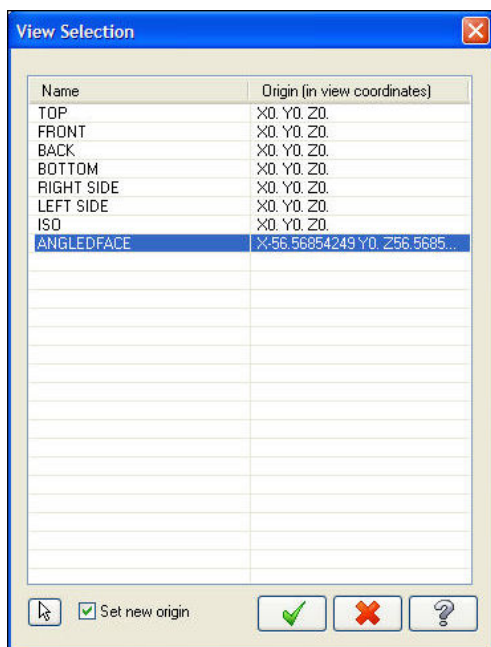 View Selection
Name Origin (in view coordinates)
TOP X0. Y0. Z0.
FRONT X0. Y0. Z0.
BACK X0. Y0. Z0.
BOTTOM X0. Y0. Z0.
RIGHT SIDE X0. Y0. Z0.
LEFT SIDE X0. Y0. Z0.
ISO X0. Y0. Z0.
ANGLEDFACE X-56.56854249 Y0. Z56.5685...
Set new origin